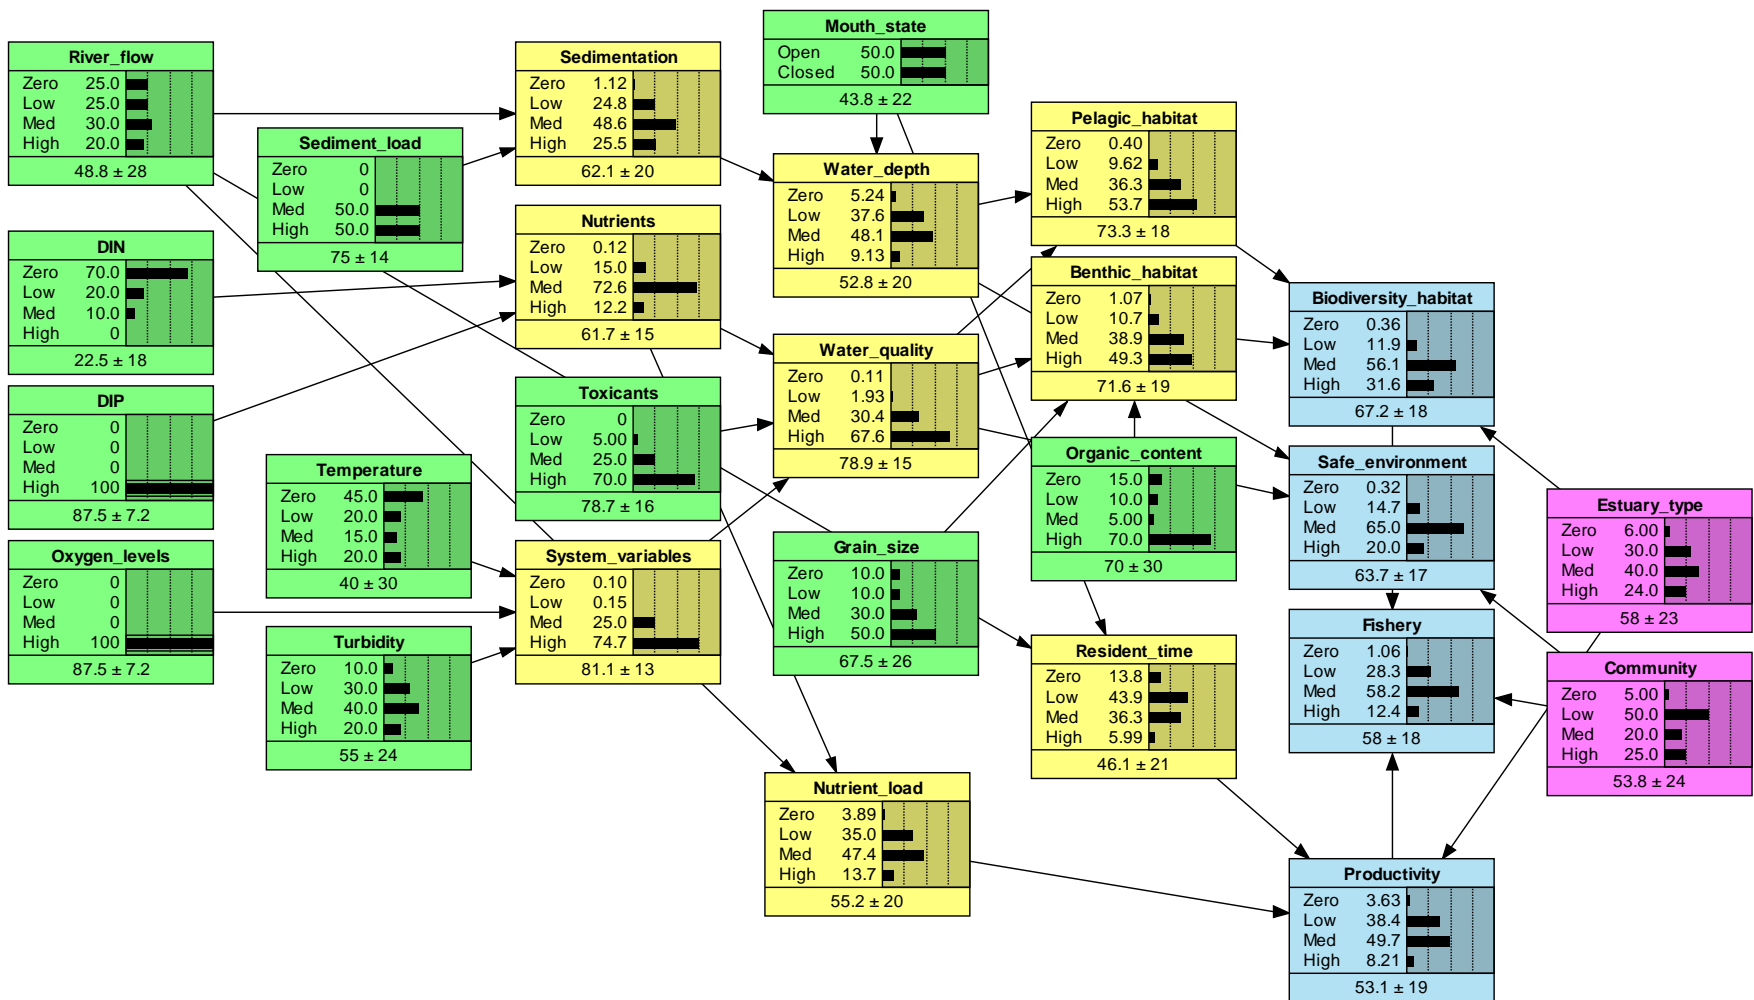 River_flow
Zero 25.0
Low 25.0
Med 30.0
High 20.0
48.8 ± 28
DIN
Zero 70.0
Low 20.0
Med 10.0
High 0
22.5 ± 18
DIP
Zero 0
Low 0
Med 0
High 100
87.5 ± 7.2
Oxygen_levels
Zero 0
Low 0
Med 0
High 100
87.5 ± 7.2
Sediment_load
Zero 0
Low 0
Med 50.0
High 50.0
75 ± 14
Temperature
Zero 45.0
Low 20.0
Med 15.0
High 20.0
40 ± 30
Turbidity
Zero 10.0
Low 30.0
Med 40.0
High 20.0
55 ± 24
Sedimentation
Zero 1.12
Low 24.8
Med 48.6
High 25.5
62.1 ± 20
Nutrients
Zero 0.12
Low 15.0
Med 72.6
High 12.2
61.7 ± 15
Toxicants
Zero 0
Low 5.00
Med 25.0
High 70.0
78.7 ± 16
System_variables
Zero 0.10
Low 0.15
Med 25.0
High 74.7
81.1 ± 13
Mouth_state
Open 50.0
Closed 50.0
43.8 ± 22
Water_depth
Zero 5.24
Low 37.6
Med 48.1
High 9.13
52.8 ± 20
Water_quality
Zero 0.11
Low 1.93
Med 30.4
High 67.6
78.9 ± 15
Grain_size
Zero 10.0
Low 10.0
Med 30.0
High 50.0
67.5 ± 26
Nutrient_load
Zero 3.89
Low 35.0
Med 47.4
High 13.7
55.2 ± 20
Pelagic_habitat
Zero 0.40
Low 9.62
Med 36.3
High 53.7
73.3 ± 18
Benthic_habitat
Zero 1.07
Low 10.7
Med 38.9
High 49.3
71.6 ± 19
Organic_content
Zero 15.0
Low 10.0
Med 5.00
High 70.0
70 ± 30
Resident_time
Zero 13.8
Low 43.9
Med 36.3
High 5.99
46.1 ± 21
Biodiversity_habitat
Zero 0.36
Low 11.9
Med 56.1
High 31.6
67.2 ± 18
Safe_environment
Zero 0.32
Low 14.7
Med 65.0
High 20.0
63.7 ± 17
Fishery
Zero 1.06
Low 28.3
Med 58.2
High 12.4
58 ± 18
Productivity
Zero 3.63
Low 38.4
Med 49.7
High 8.21
53.1 ± 19
Estuary_type
Zero 6.00
Low 30.0
Med 40.0
High 24.0
58 ± 23
Community
Zero 5.00
Low 50.0
Med 20.0
High 25.0
53.8 ± 24